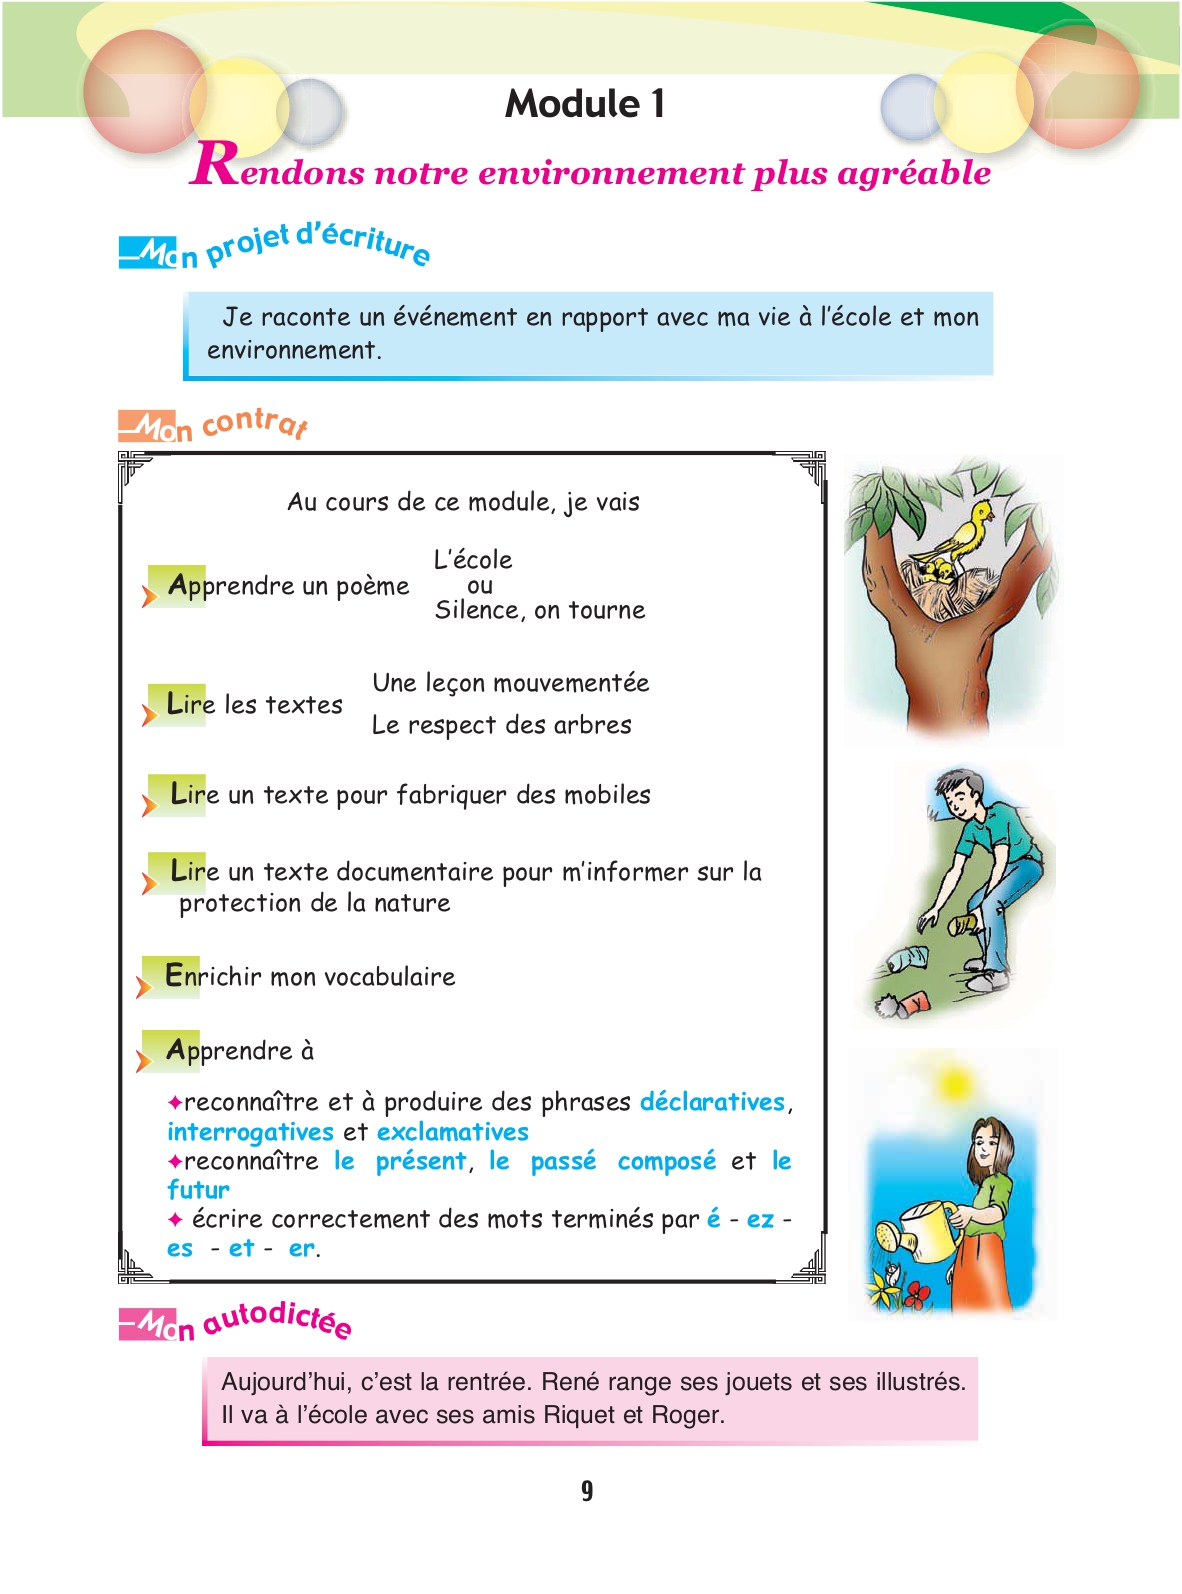 Module 1
Rendons notre environnement plus agréable
Mon projet d'écriture
Je raconte un événement en rapport avec ma vie à l'école et mon
environnement.
Mon contrat
Au cours de ce module, je vais
Apprendre un poème
L'école
ou
Silence, on tourne
Lire les textes
Une leçon mouvementée
Le respect des arbres
Lire un texte pour fabriquer des mobiles
Lire un texte documentaire pour m'informer sur la
protection de la nature
Enrichir mon vocabulaire
Apprendre à
✦reconnaître et à produire des phrases déclaratives,
interrogatives et exclamatives
✦reconnaître le présent, le passé composé et le
futur
✦ écrire correctement des mots terminés par é - ez -
es - et - er.
Mon autodictée
Aujourd'hui, c'est la rentrée. René range ses jouets et ses illustrés.
Il va à l'école avec ses amis Riquet et Roger.
9